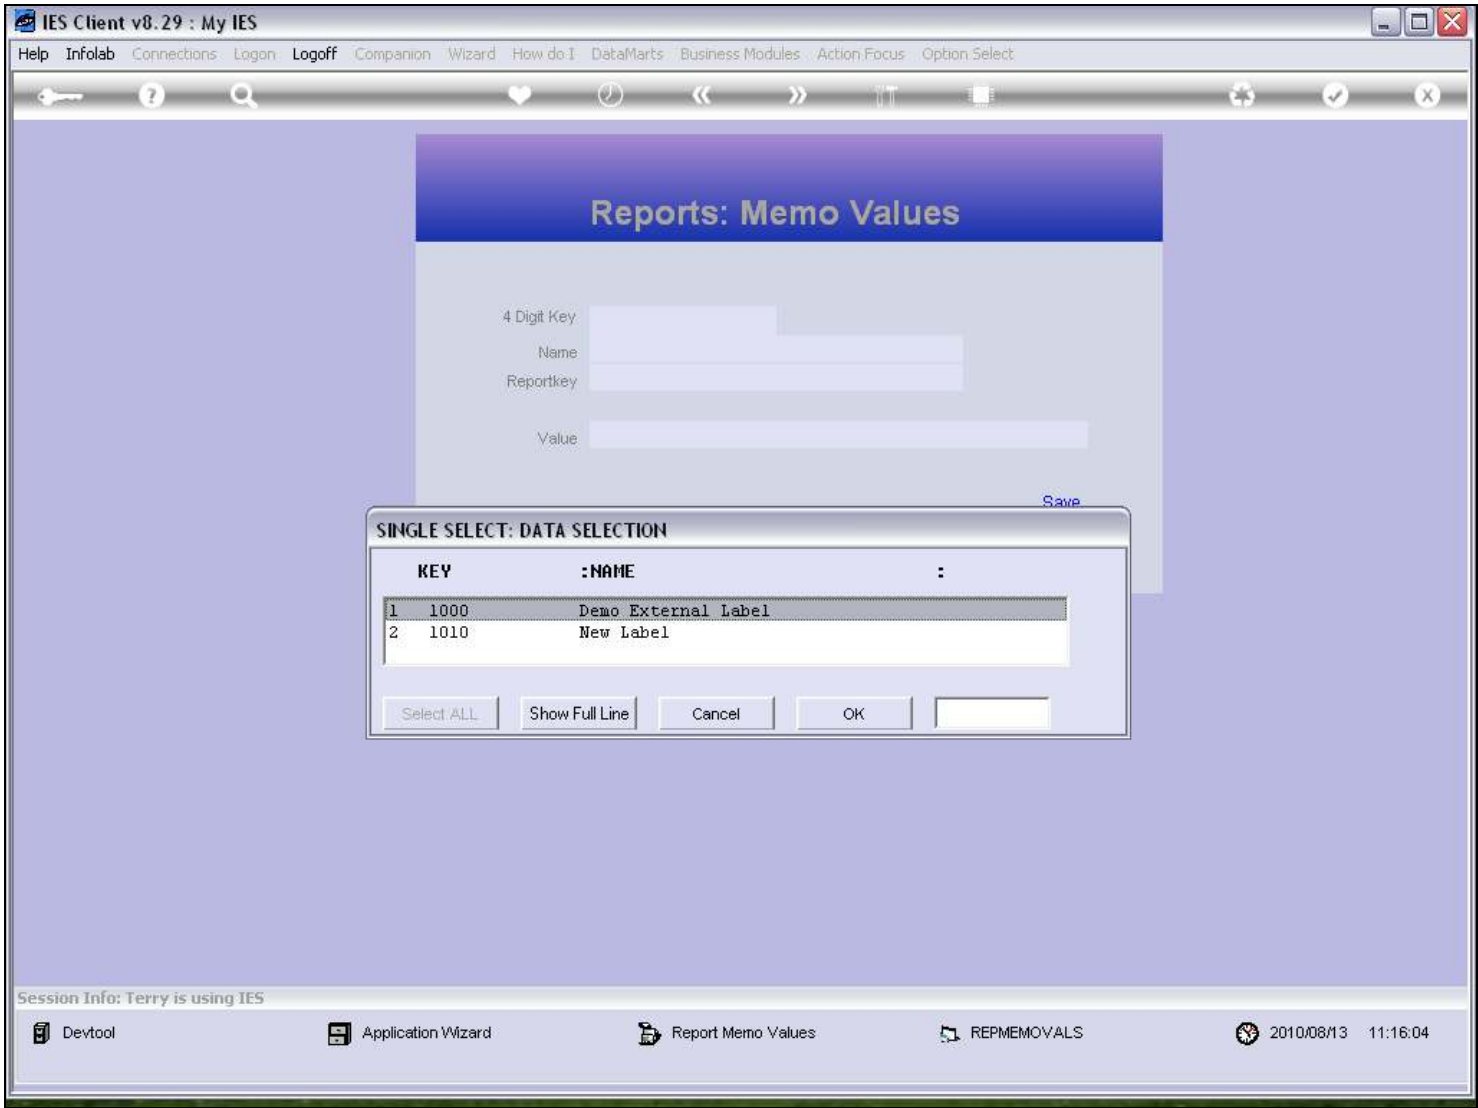 IES Client v8.29 : My IES
Help Infolab Connections Logon Logoff Companion Wizard How do I DataMarts Business Modules Action Focus Option Select
Reports: Memo Values
4 Digit Key
Name
Reportkey
Value
Save
SINGLE SELECT: DATA SELECTION
KEY :NAME :
1 1000 Demo External Label
2 1010 New Label
Select ALL Show Full Line Cancel OK
Session Info: Terry is using IES
Devtool Application Wizard Report Memo Values REPMEMOVALS 2010/08/13 11:16:04